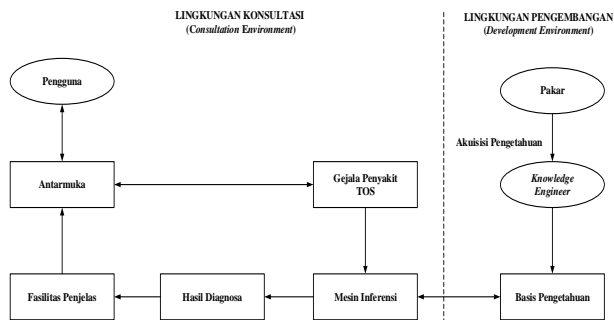 LINGKUNGAN KONSULTASI
(Consultation Environment)
LINGKUNGAN PENGEMBANGAN
(Development Environment)
Pengguna
Pakar
Akuisisi Pengetahuan
Antarmuka
Gejala Penyakit
TOS
Knowledge
Engineer
Fasilitas Penjelas
Hasil Diagnosa
Mesin Inferensi
Basis Pengetahuan